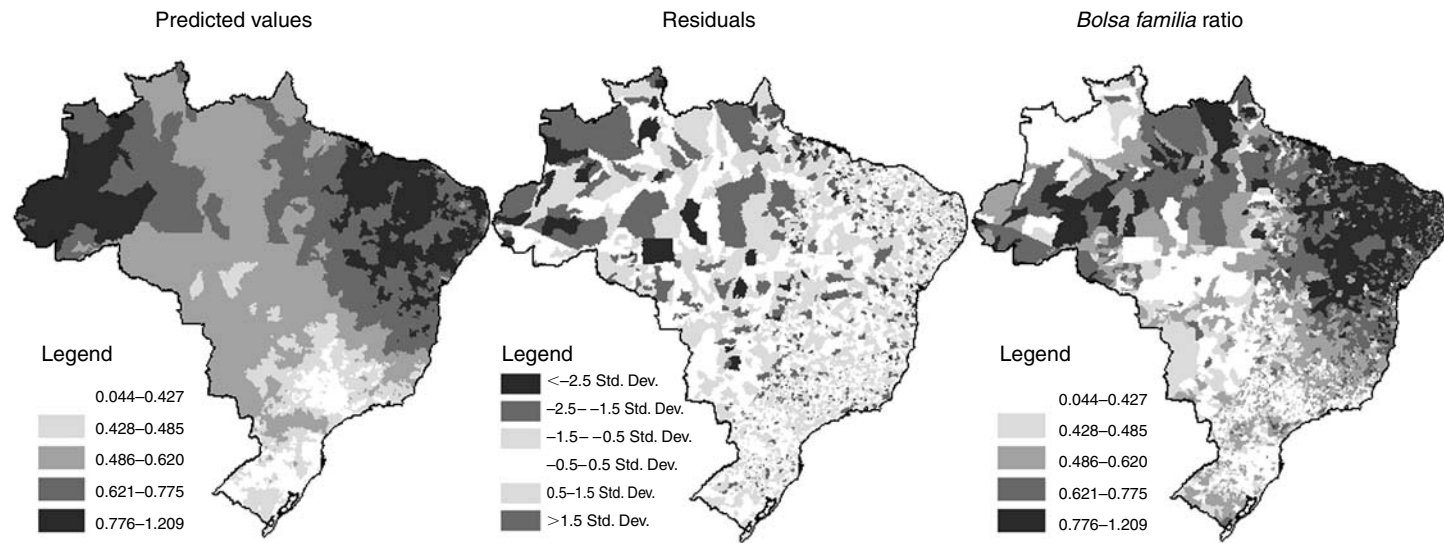 Predicted values
Residuals
Bolsa familia ratio
Legend
0.044–0.427
0.428–0.485
0.486–0.620
0.621–0.775
0.776–1.209
Legend
<–2.5 Std. Dev.
–2.5– –1.5 Std. Dev.
–1.5– –0.5 Std. Dev.
–0.5–0.5 Std. Dev.
0.5–1.5 Std. Dev.
>1.5 Std. Dev.
Legend
0.044–0.427
0.428–0.485
0.486–0.620
0.621–0.775
0.776–1.209